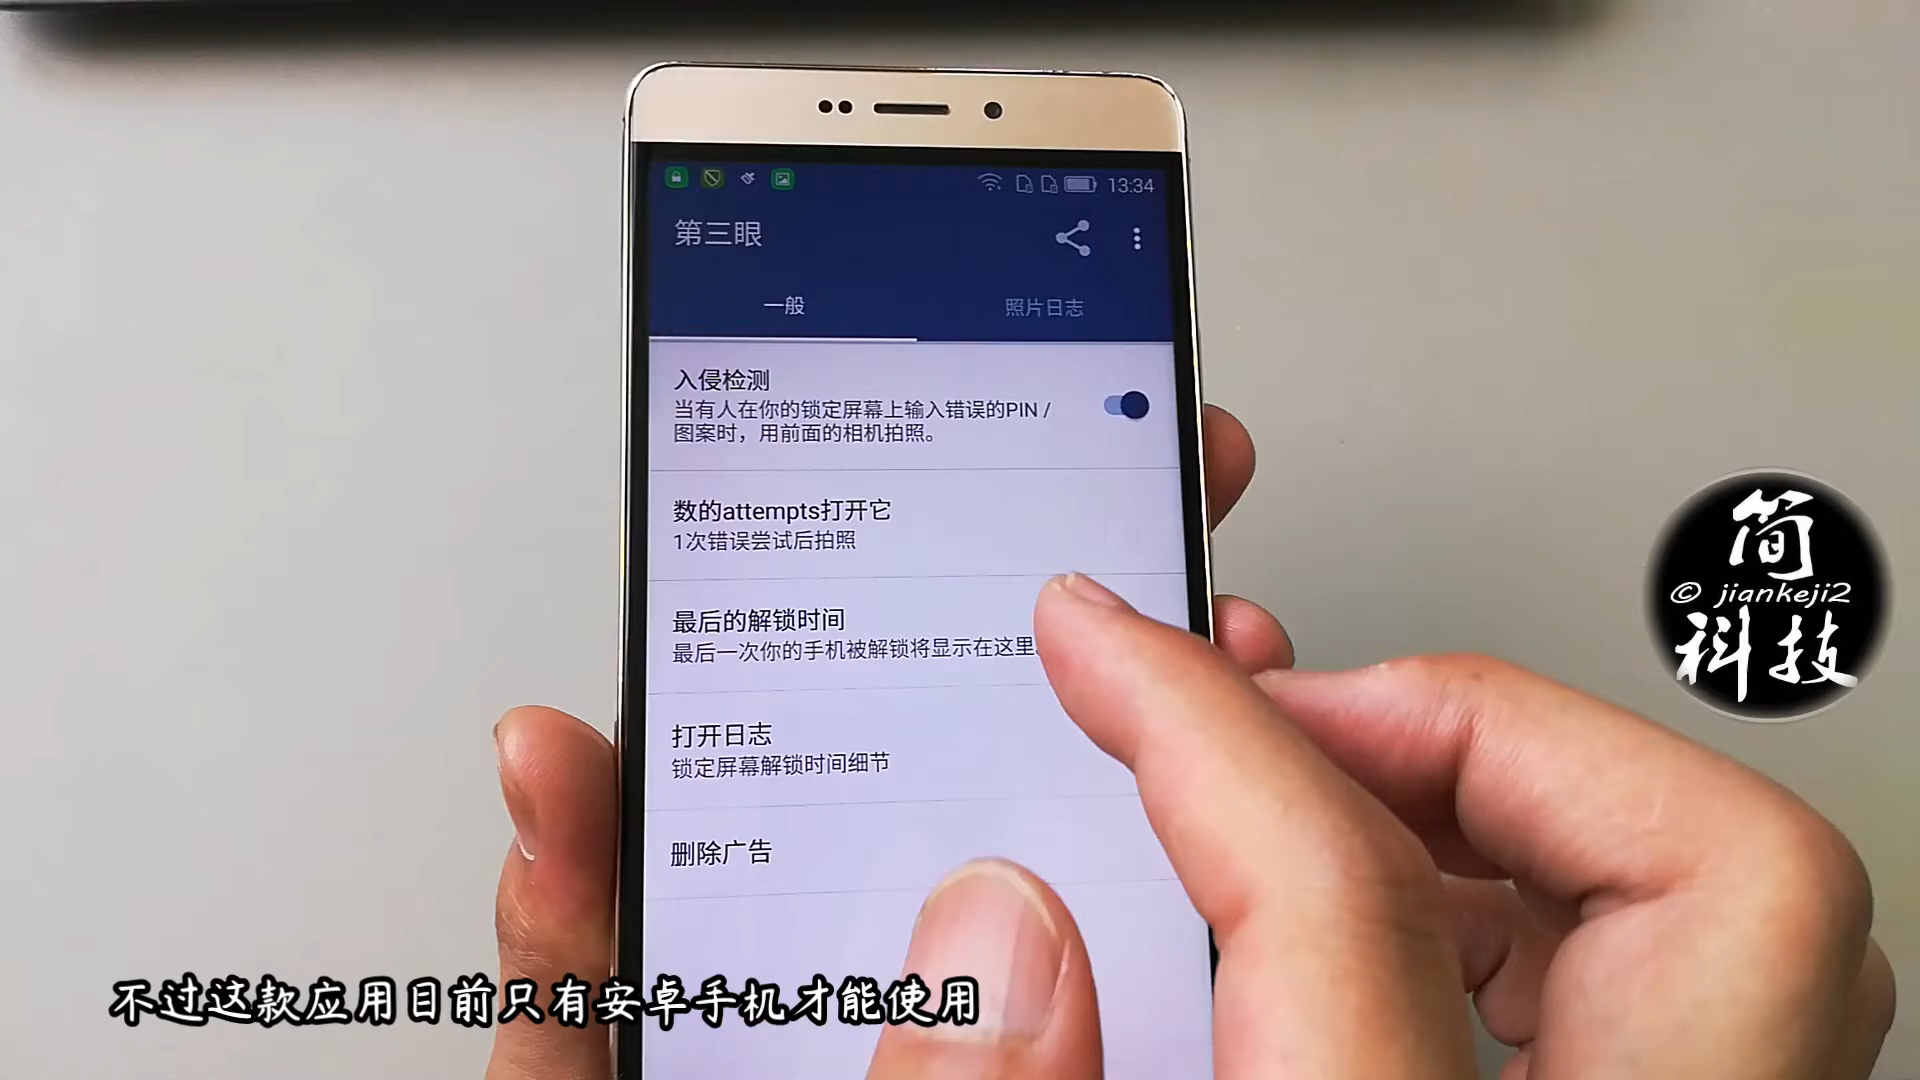 13:34
第三眼
一般
照片日志
入侵检测
当有人在你的锁定屏幕上输入错误的PIN /
图案时，用前面的相机拍照。
数的attempts打开它
1次错误尝试后拍照
最后的解锁时间
最后一次你的手机被解锁将显示在这里
打开日志
锁定屏幕解锁时间细节
删除广告
简
© jiankeji2
科技
不过这款应用目前只有安卓手机才能使用